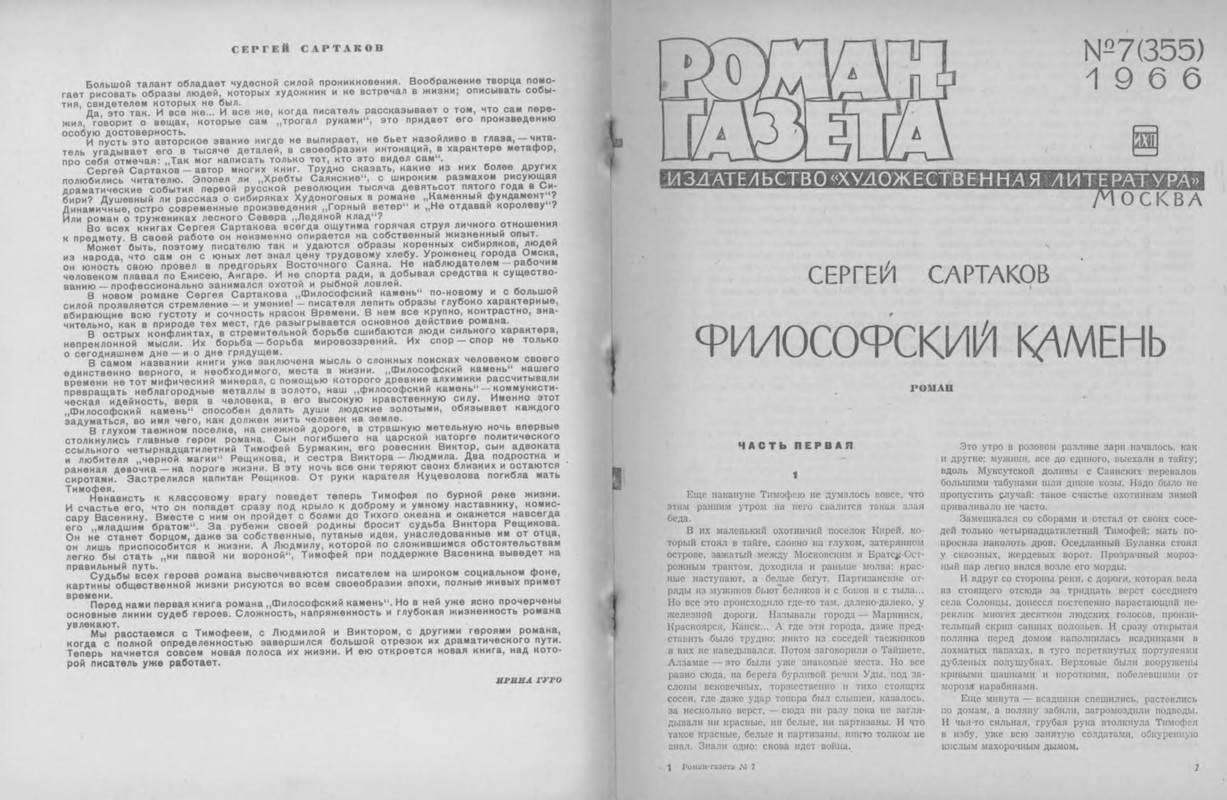 СЕРГЕЙ САРТАКОВ
Большой талант обладает чудесной силой проникновения. Воображение творца помо-
гает рисовать образы людей, которых художник и не встречал в жизни; описывать собы-
тия, свидетелем которых не был.
Да, это так. И все же... И все же, когда писатель рассказывает о том, что сам пере-
жил, говорит о вещах, которые сам „трогал руками“, это придает его произведению
особую достоверность.
И пусть это авторское звание нигде не выпирает, не бьет назойливо в глаза, — чита-
тель угадывает его в тысяче деталей, в своеобразии интонаций, в характере метафор,
про себя отмечая: „Так мог написать только тот, кто это видел сам“.
Сергей Сартаков — автор многих книг. Трудно сказать, какие из них более других
полюбились читателю. Эпопея ли „Хребты Саянские“, с широким размахом рисующая
драматические события первой русской революции тысяча девятьсот пятого года в Си-
бири? Душевный ли рассказ о сибиряках Худоноговых в романе „Каменный фундамент“?
Динамичные, остро современные произведения „Горный ветер“ и „Не отдавай королеву“?
Или роман о тружениках лесного Севера „Ледяной клад“?
Во всех книгах Сергея Сартакова всегда ощутима горячая струя личного отношения
к предмету. В своей работе он неизменно опирается на собственный жизненный опыт.
Может быть, поэтому писателю так и удаются образы коренных сибиряков, людей
из народа, что сам он с юных лет знал цену трудовому хлебу. Уроженец города Омска,
он юность свою провел в предгорьях Восточного Саяна. Не наблюдателем — рабочим
человеком плавал по Енисею, Ангаре. И не спорта ради, а добывая средства к существо-
ванию — профессионально занимался охотой и рыбной ловлей.
В новом романе Сергея Сартакова „Философский камень“ по-новому и с большой
силой проявляется стремление — и умение! — писателя лепить образы глубоко характерные,
вбирающие всю густоту и сочность красок Времени. В нем все крупно, контрастно, зна-
чительно, как в природе тех мест, где разыгрывается основное действие романа.
В острых конфликтах, в стремительной борьбе сшибаются люди сильного характера,
непреклонной мысли. Их борьба — борьба мировоззрений. Их спор — спор не только
о сегодняшнем дне — и о дне грядущем.
В самом названии книги уже заключена мысль о сложных поисках человеком своего
единственно верного, и необходимого, места в жизни. „Философский камень“ нашего
времени не тот мифический минерал, с помощью которого древние алхимики рассчитывали
превращать неблагородные металлы в золото, наш „философский камень“ — коммунисти-
ческая идейность, вера в человека, в его высокую нравственную силу. Именно этот
„Философский камень“ способен делать души людские золотыми, обязывает каждого
задуматься, во имя чего, как должен жить человек на земле.
В глухом таежном поселке, на снежной дороге, в страшную метельную ночь впервые
столкнулись главные герои романа. Сын погибшего на царской каторге политического
ссыльного четырнадцатилетний Тимофей Бурмакин, его ровесник Виктор, сын адвоката
и любителя „черной магии“ Рещикова, и сестра Виктора — Людмила. Два подростка и
раненая девочка — на пороге жизни. В эту ночь все они теряют своих близких и остаются
сиротами. Застрелился капитан Рещиков. От руки карателя Куцеволова погибла мать
Тимофея.
Ненависть к классовому врагу поведет теперь Тимофея по бурной реке жизни.
И счастье его, что он попадет сразу под крыло к доброму и умному наставнику, комис-
сару Васенину. Вместе с ним он пройдет с боями до Тихого океана и окажется навсегда
его „младшим братом“. За рубежи своей родины бросит судьба Виктора Рещикова.
Он не станет борцом, даже за собственные, путаные идеи, унаследованные им от отца,
он лишь приспособится к жизни. А Людмилу, которой по сложившимся обстоятельствам
легко бы стать „ни павой ни вороной“, Тимофей при поддержке Васенина выведет на
правильный путь.
Судьбы всех героев романа высвечиваются писателем на широком социальном фоне,
картины общественной жизни рисуются во всем своеобразии эпохи, полные живых примет
времени.
Перед нами первая книга романа „Философский камень“. Но в ней уже ясно прочерчены
основные линии судеб героев. Сложность, напряженность и глубокая жизненность романа
увлекают.
Мы расстаемся с Тимофеем, с Людмилой и Виктором, с другими героями романа,
когда с полной определенностью завершился большой отрезок их драматического пути.
Теперь начнется совсем новая полоса их жизни. И ею откроется новая книга, над кото-
рой писатель уже работает.
ИРИНА ГУРО
РОМАН-
ГАЗЕТА
№7(355)
1966
ИЗДАТЕЛЬСТВО «ХУДОЖЕСТВЕННАЯ ЛИТЕРАТУРА»
МОСКВА
СЕРГЕЙ САРТАКОВ
ФИЛОСОФСКИЙ КАМЕНЬ
РОМАН
ЧАСТЬ ПЕРВАЯ
1
Еще накануне Тимофею не думалось вовсе, что
этим ранним утром на него свалится такая злая
беда.
В их маленький охотничий поселок Кирей, ко-
торый стоял в тайге, словно на глухом, затерянном
острове, зажатый между Московским и Братск-Ост-
рожным трактом, доходила и раньше молва: крас-
ные наступают, а белые бегут. Партизанские от-
ряды из мужиков бьют беляков и с боков и с тыла...
Но все это происходило где-то там, далеко-далеко, у
железной дороги. Называли города — Мариинск,
Красноярск, Канск... А где эти города, даже пред-
ставить было трудно: никто из соседей таежников
в них не наведывался. Потом заговорили о Тайшете,
Алзамае — это были уже знакомые места. Но все
равно сюда, на берега бурливой речки Уды, под за-
слоны вековечных, торжественно и тихо стоящих
сосен, где даже удар топора был слышен, казалось,
за несколько верст, — сюда ни разу пока не загля-
дывали ни красные, ни белые, ни партизаны. И что
такое красные, белые и партизаны, никто толком не
знал. Знали одно: снова идет война.
1 Роман-газета № 7
Это утро в розовом разливе зари началось, как
и другие; мужики, все до единого, выехали в тайгу;
вдоль Муксутской долины с Саянских перевалов
большими табунами шли дикие козы. Надо было не
пропустить случай: такое счастье охотникам зимой
приваливало не часто.
Замешкался со сборами и отстал от своих сосе-
дей только четырнадцатилетний Тимофей: мать по-
просила наколоть дров. Оседланный Буланка стоял
у сквозных, жердевых ворот. Прозрачный мороз-
ный пар легко вился возле его морды.
И вдруг со стороны реки, с дороги, которая вела
из стоящего отсюда за тридцать верст соседнего
села Солонцы, донесся постепенно нарастающий пе-
реклик многих десятков людских голосов, пронзи-
тельный скрип санных полозьев. И сразу открытая
полянка перед домом наполнилась всадниками в
лохматых папахах, в туго перетянутых портупеями
дубленых полушубках. Верховые были вооружены
кривыми шашками и короткими, побелевшими от
мороза карабинами.
Еще минута — всадники спешились, растеклись
по домам, а поляну забили, загромоздили подводы.
И чья-то сильная, грубая рука втолкнула Тимофея
в избу, уже всю занятую солдатами, обкуренную
кислым махорочным дымом.